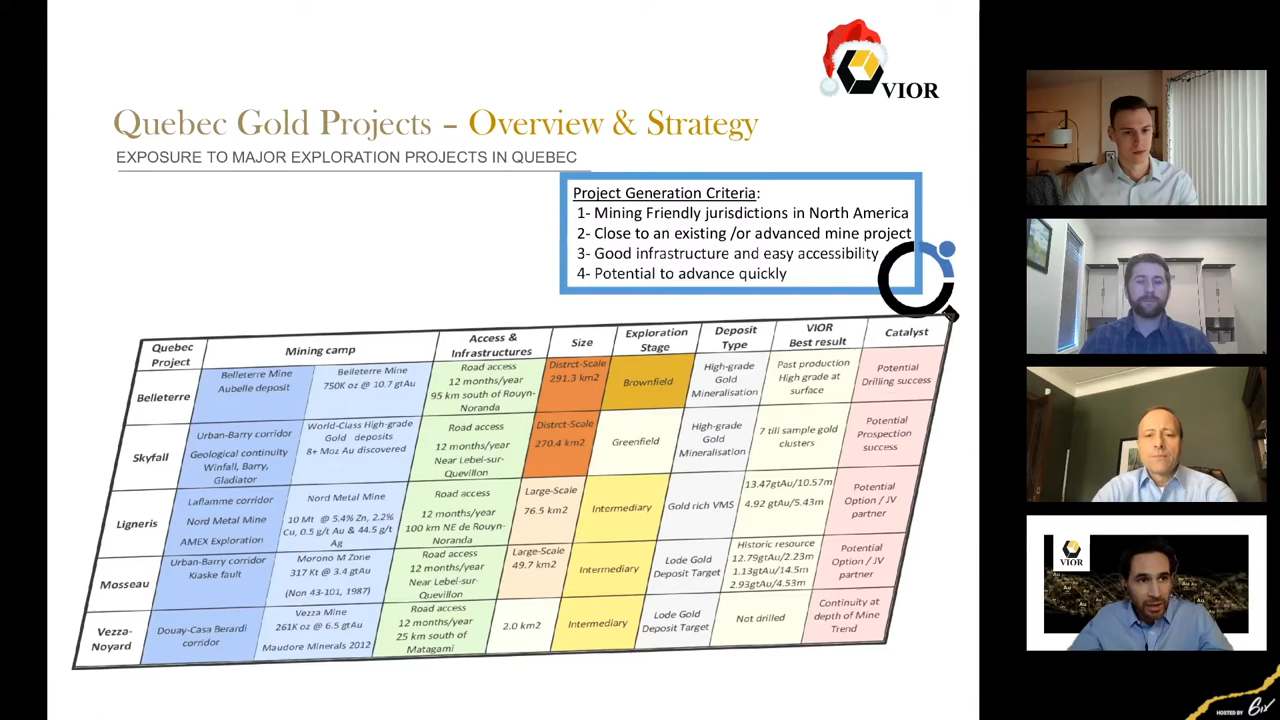 VIOR
Quebec Gold Projects – Overview & Strategy
EXPOSURE TO MAJOR EXPLORATION PROJECTS IN QUEBEC
Project Generation Criteria:
1- Mining Friendly jurisdictions in North America
2- Close to an existing /or advanced mine project
3- Good infrastructure and easy accessibility
4- Potential to advance quickly
Quebec
Project
Mining camp
Access &
Infrastructures
Size
Exploration
Stage
Deposit
Type
VIOR
Best result
Catalyst
Belleterre
Belleterre Mine
Aubelle deposit
Belleterre Mine
750K oz @ 10.7 gtAu
Road access
12 months/year
95 km south of Rouyn-
Noranda
Distrct-Scale
291.3 km2
Brownfield
High-grade
Gold
Mineralisation
Past production
High grade at
surface
Potential
Drilling success
Skyfall
Urban-Barry corridor
Geological continuity
Winfall, Barry,
Gladiator
World-Class High-grade
Gold deposits
8+ Moz Au discovered
Road access
12 months/year
Near Lebel-sur-
Quevillon
Distrct-Scale
270.4 km2
Greenfield
High-grade
Gold
Mineralisation
7 till sample gold
clusters
Potential
Prospection
success
Ligneris
Laflamme corridor
Nord Metal Mine
AMEX Exploration
Nord Metal Mine
10 Mt @ 5.4% Zn, 2.2%
Cu, 0.5 g/t Au & 44.5 g/t
Ag
Road access
12 months/year
100 km NE de Rouyn-
Noranda
Large-Scale
76.5 km2
Intermediary
Gold rich VMS
13.47gtAu/10.57m
4.92 gtAu/5.43m
Potential
Option / JV
partner
Mosseau
Urban-Barry corridor
Kiaske fault
Morono M Zone
317 Kt @ 3.4 gtAu
(Non 43-101, 1987)
Road access
12 months/year
Near Lebel-sur-
Quevillon
Large-Scale
49.7 km2
Intermediary
Lode Gold
Deposit Target
Historic resource
12.79gtAu/2.23m
1.13gtAu/14.5m
2.93gtAu/4.53m
Potential
Option / JV
partner
Vezza-
Noyard
Douay-Casa Berardi
corridor
Vezza Mine
261K oz @ 6.5 gtAu
Maudore Minerals 2012
Road access
12 months/year
25 km south of
Matagami
2.0 km2
Intermediary
Lode Gold
Deposit Target
Not drilled
Continuity at
depth of Mine
Trend
VIOR
HOSTED BY 6ix